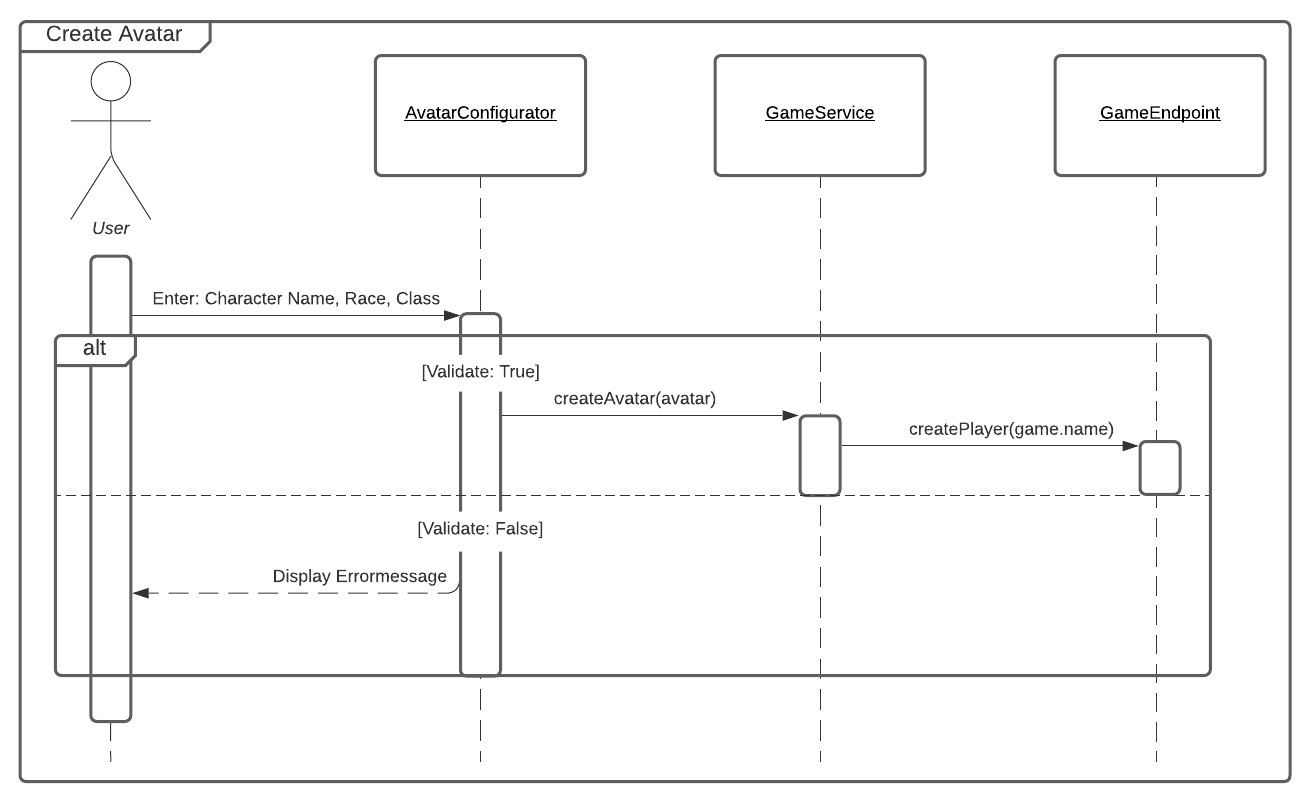 Create Avatar
AvatarConfigurator
GameService
GameEndpoint
User
Enter: Character Name, Race, Class
alt
[Validate: True]
createAvatar(avatar)
createPlayer(game.name)
[Validate: False]
Display Errormessage